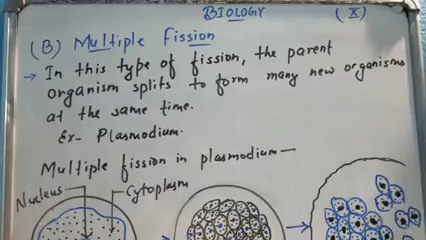 BIOLOGY (X)
(B) Multiple Fission
→ In this type of fission, the parent
organism splits to form many new organisms
at the same time.
Ex- Plasmodium.
Multiple fission in plasmodium—
Nucleus Cytoplasm